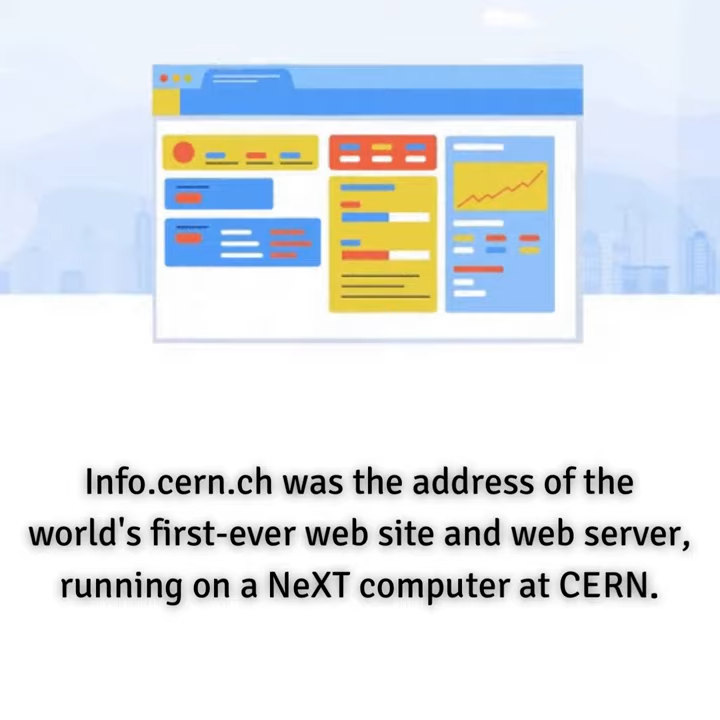 Info.cern.ch was the address of the
world's first-ever web site and web server,
running on a NeXT computer at CERN.